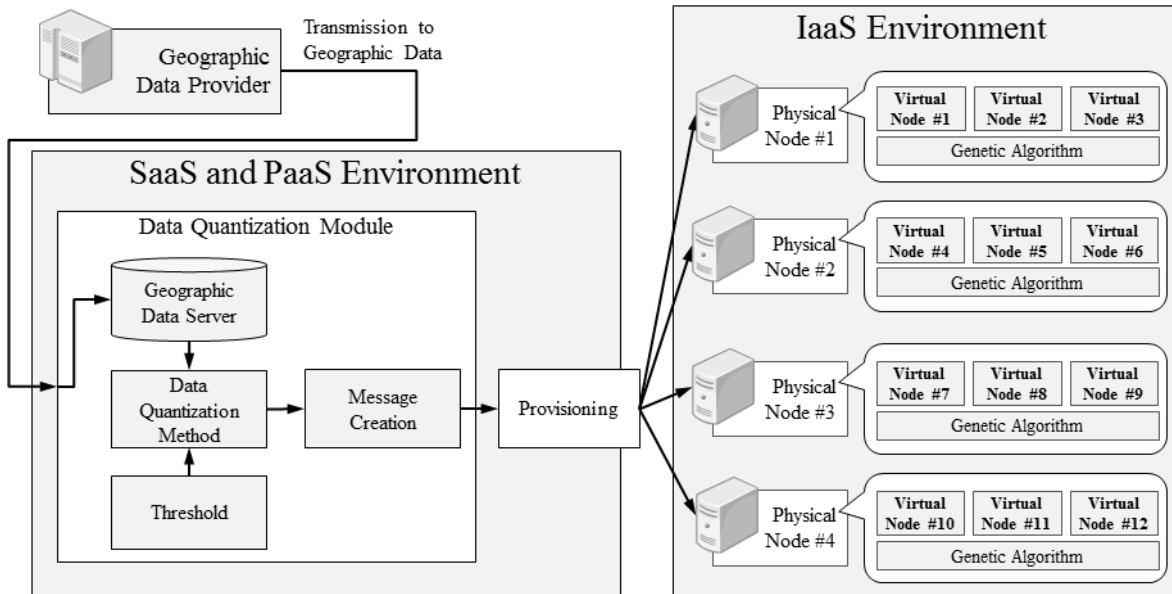 Transmission to
Geographic Data
Geographic
Data Provider
SaaS and PaaS Environment
Data Quantization Module
Geographic
Data Server
Data
Quantization
Method
Threshold
Message
Creation
Provisioning
IaaS Environment
Physical
Node #1
Virtual
Node #1
Virtual
Node #2
Virtual
Node #3
Genetic Algorithm
Physical
Node #2
Virtual
Node #4
Virtual
Node #5
Virtual
Node #6
Genetic Algorithm
Physical
Node #3
Virtual
Node #7
Virtual
Node #8
Virtual
Node #9
Genetic Algorithm
Physical
Node #4
Virtual
Node #10
Virtual
Node #11
Virtual
Node #12
Genetic Algorithm